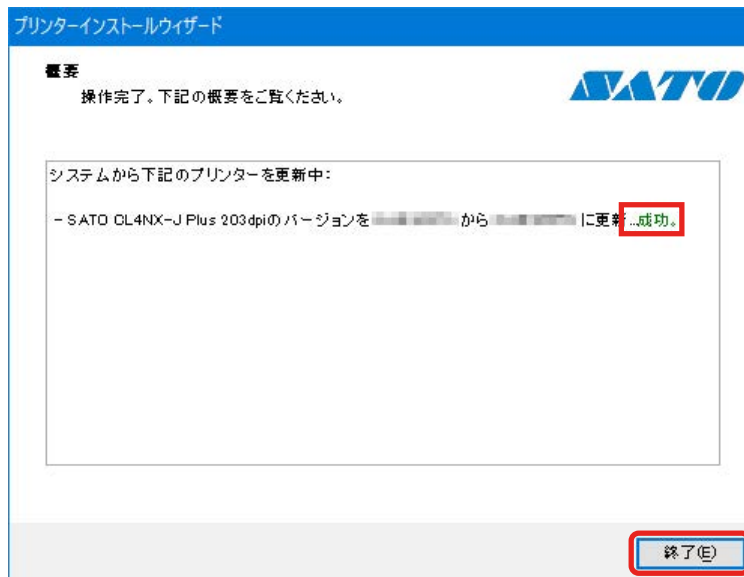 プリンターインストールウィザード
概要
操作完了。下記の概要をご覧ください。
SATO
システムから下記のプリンターを更新中:
- SATO CL4NX-J Plus 203dpiのバージョンを から に更新...成功。
終了(E)